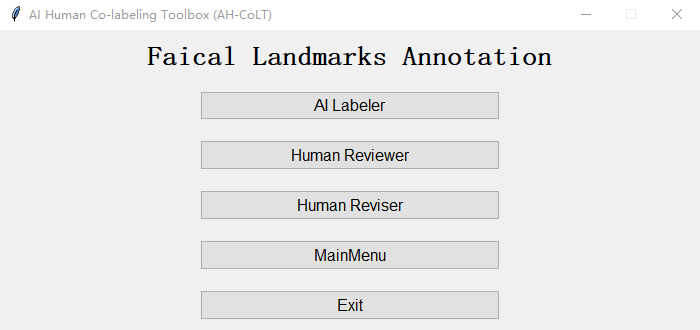 AI Human Co-labeling Toolbox (AH-CoLT)
Faical Landmarks Annotation
AI Labeler
Human Reviewer
Human Reviser
MainMenu
Exit